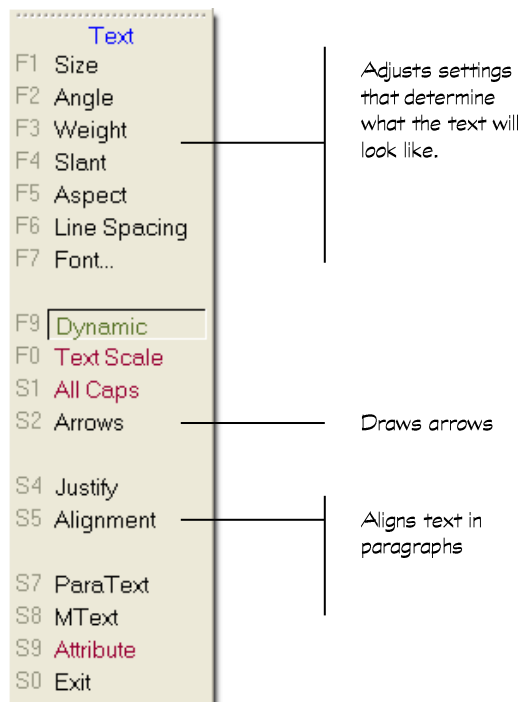 Text
F1 Size
F2 Angle
F3 Weight
F4 Slant
F5 Aspect
F6 Line Spacing
F7 Font...
F9 Dynamic
F0 Text Scale
S1 All Caps
S2 Arrows
S4 Justify
S5 Alignment
S7 ParaText
S8 MText
S9 Attribute
S0 Exit
Adjusts settings
that determine
what the text will
look like.
Draws arrows
Aligns text in
paragraphs